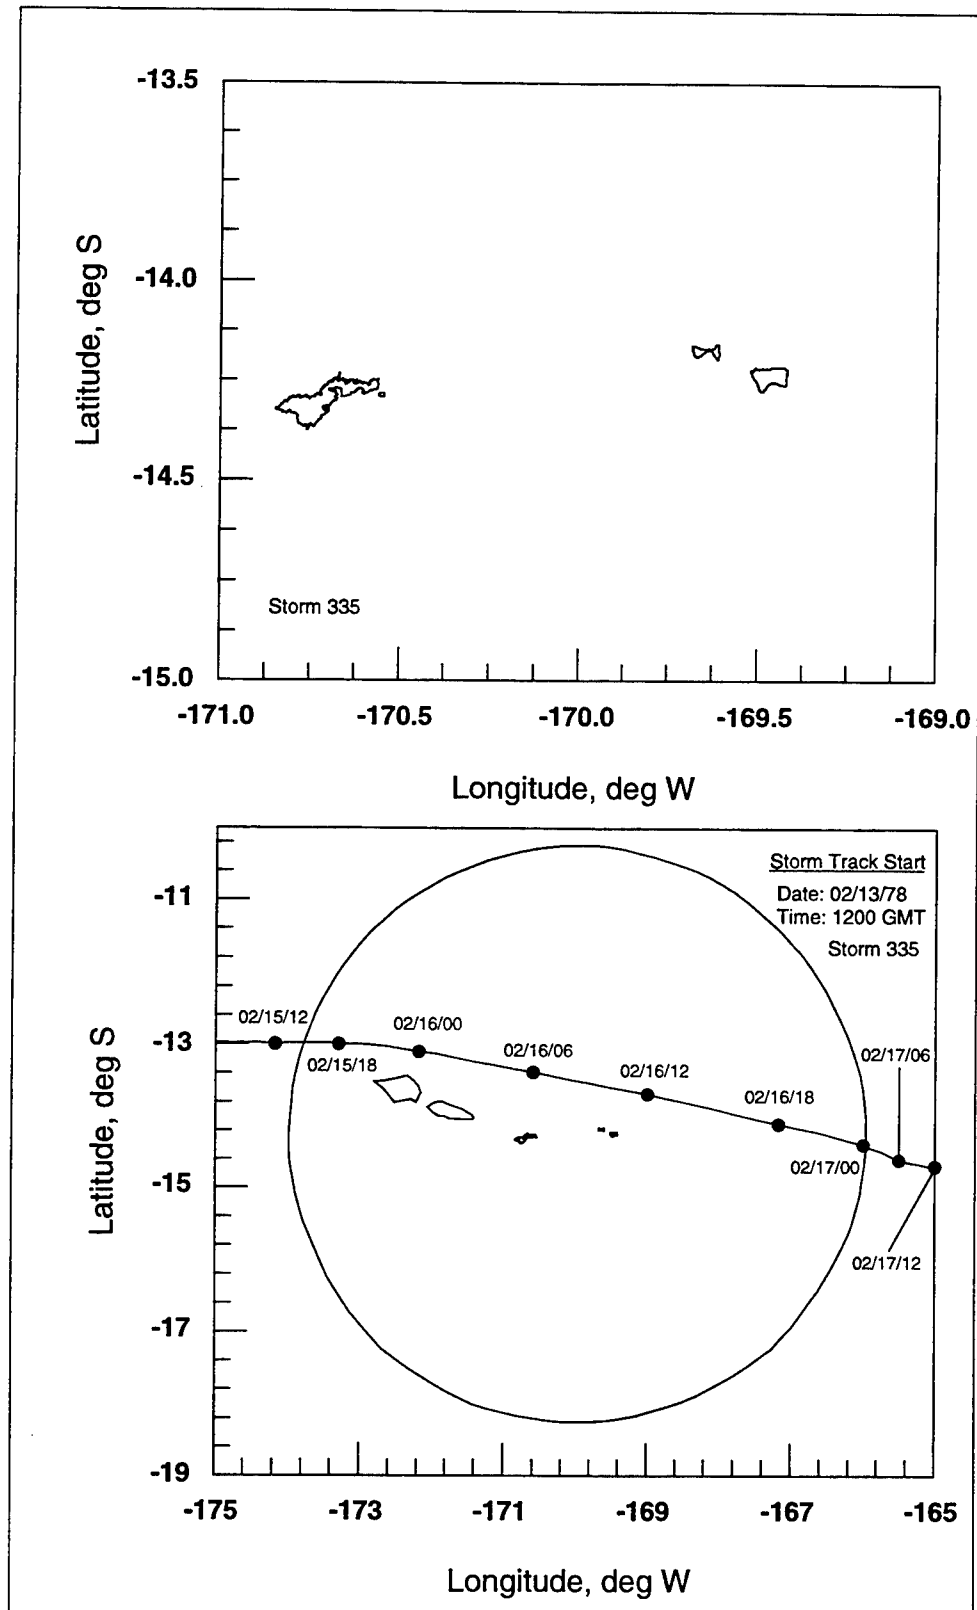 -13.5
-14.0
-14.5
-15.0
Latitude, deg S
Storm 335
-171.0 -170.5 -170.0 -169.5 -169.0
Longitude, deg W
Storm Track Start
Date: 02/13/78
Time: 1200 GMT
Storm 335
-11
-13
-15
-17
-19
Latitude, deg S
02/15/12
02/15/18
02/16/00
02/16/06
02/16/12
02/16/18
02/17/00
02/17/06
02/17/12
-175 -173 -171 -169 -167 -165
Longitude, deg W